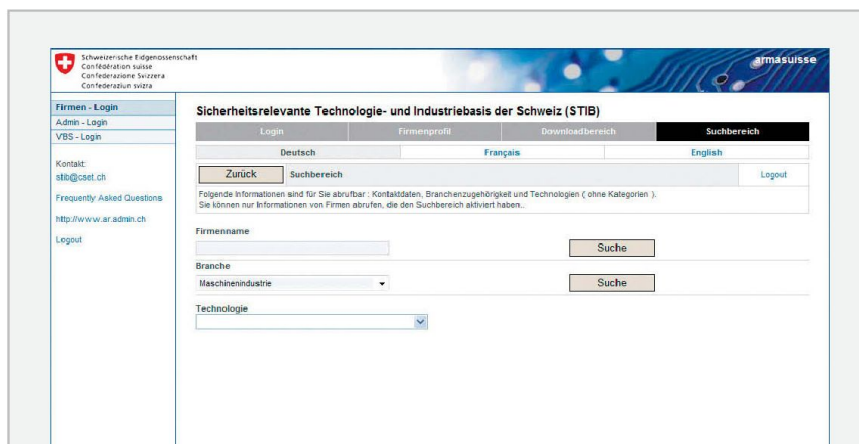 Schweizerische Eidgenossenschaft
Confédération suisse
Confederazione Svizzera
Confederaziun svizra
armasuisse
Firmen - Login
Admin - Login
VBS - Login
Kontakt:
stib@cset.ch
Frequently Asked Questions
http://www.ar.admin.ch
Logout
Sicherheitsrelevante Technologie- und Industriebasis der Schweiz (STIB)
Login Firmenprofil Downloadbereich Suchbereich
Deutsch Français English
Zurück Suchbereich Logout
Folgende Informationen sind für Sie abrufbar : Kontaktdaten, Branchenzugehörigkeit und Technologien ( ohne Kategorien ).
Sie können nur Informationen von Firmen abrufen, die den Suchbereich aktiviert haben..
Firmenname
Suche
Branche
Maschinenindustrie Suche
Technologie